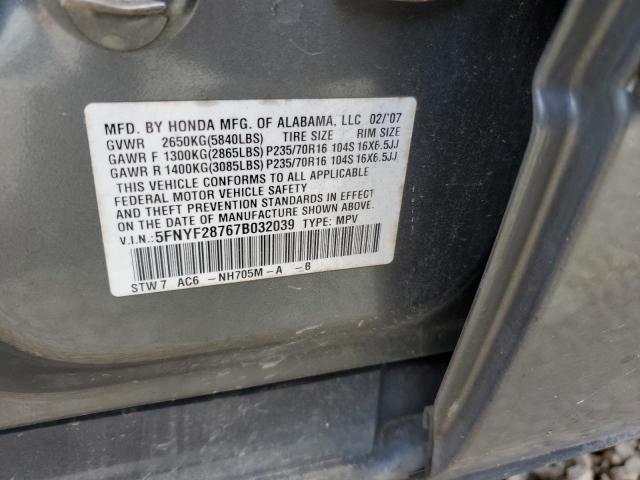 MFD. BY HONDA MFG. OF ALABAMA, LLC 02/'07
GVWR 2650KG(5840LBS) TIRE SIZE RIM SIZE
GAWR F 1300KG(2865LBS) P235/70R16 104S 16X6.5JJ
GAWR R 1400KG(3085LBS) P235/70R16 104S 16X6.5JJ
THIS VEHICLE CONFORMS TO ALL APPLICABLE
FEDERAL MOTOR VEHICLE SAFETY
AND THEFT PREVENTION STANDARDS IN EFFECT
ON THE DATE OF MANUFACTURE SHOWN ABOVE.
V.I.N.: 5FNYF28767B032039 TYPE: MPV
STW7 AC6 -NH705M-A -B